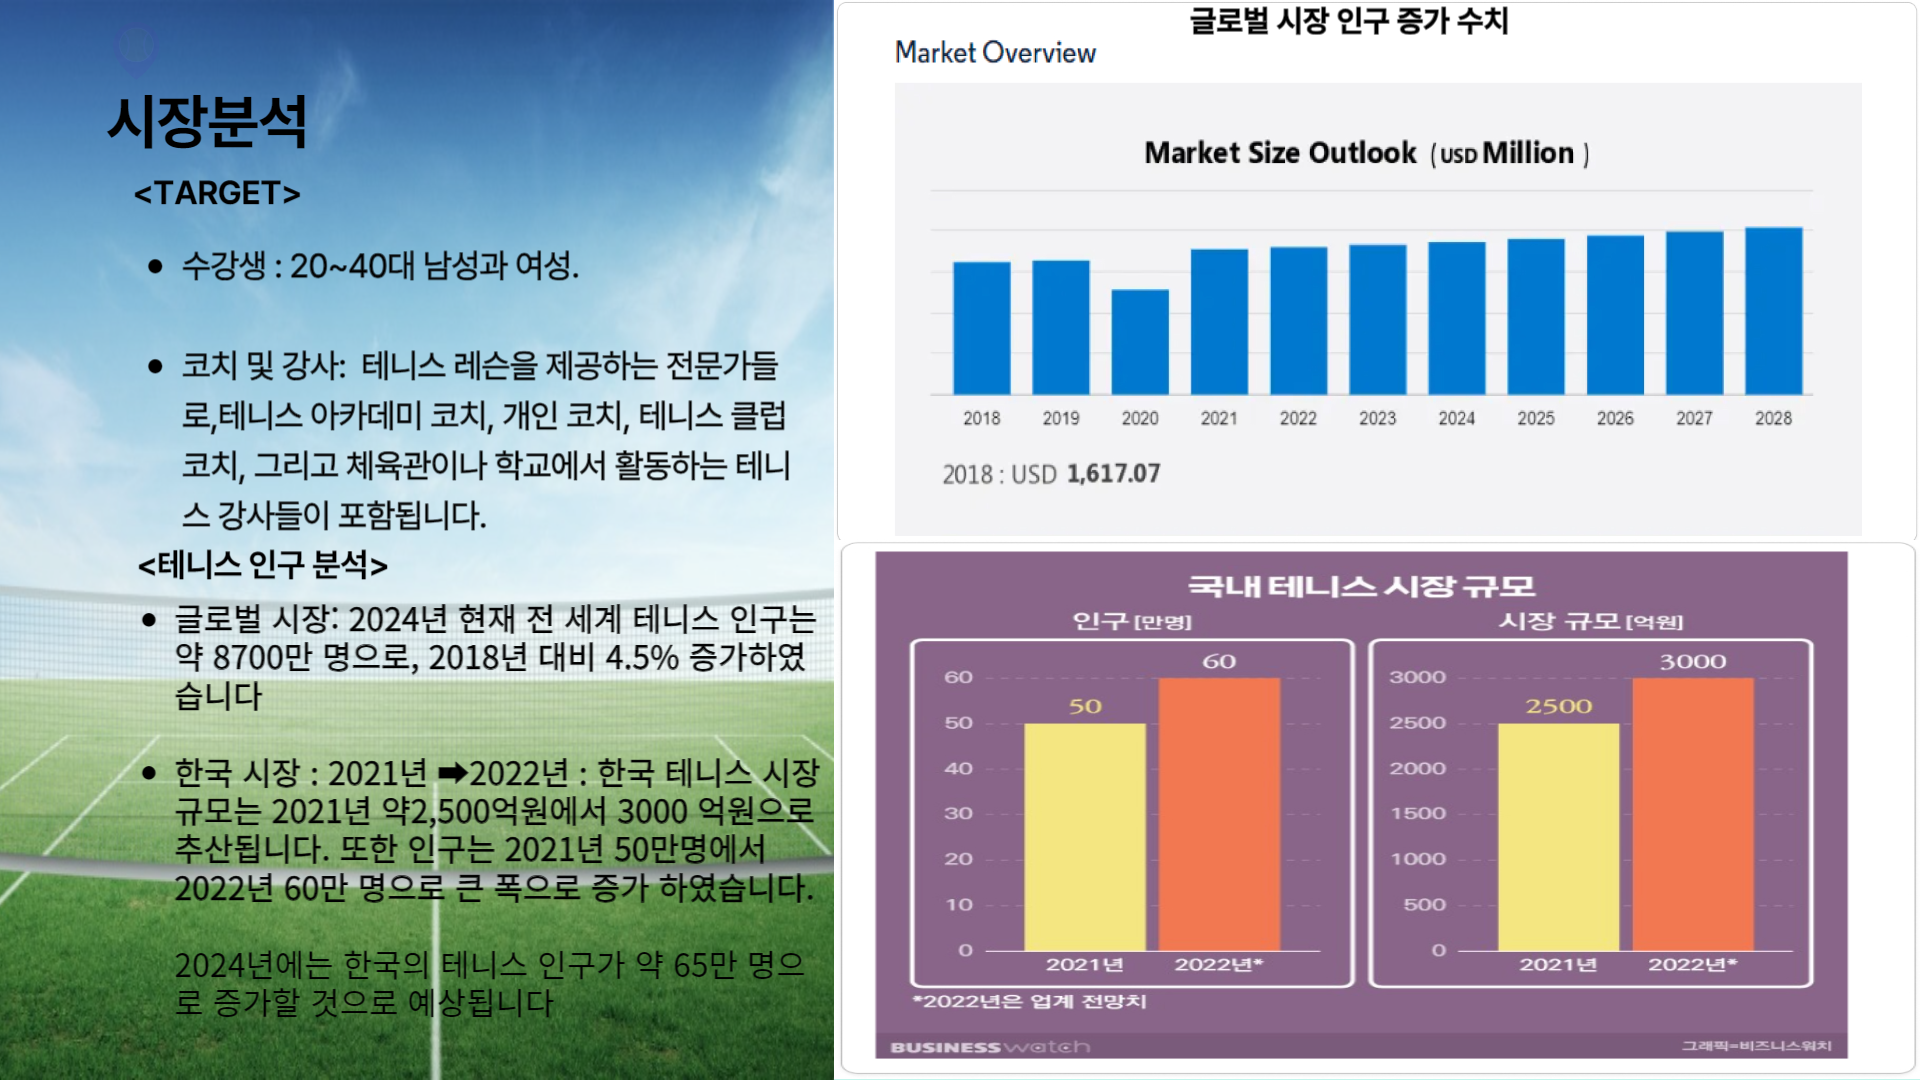 시장분석
<TARGET>
● 수강생 : 20~40대 남성과 여성.
● 코치 및 강사: 테니스 레슨을 제공하는 전문가들
로,테니스 아카데미 코치, 개인 코치, 테니스 클럽
코치, 그리고 체육관이나 학교에서 활동하는 테니
스 강사들이 포함됩니다.
<테니스 인구 분석>
● 글로벌 시장: 2024년 현재 전 세계 테니스 인구는
약 8700만 명으로, 2018년 대비 4.5% 증가하였
습니다
● 한국 시장 : 2021년 ➡2022년 : 한국 테니스 시장
규모는 2021년 약2,500억원에서 3000 억원으로
추산됩니다. 또한 인구는 2021년 50만명에서
2022년 60만 명으로 큰 폭으로 증가 하였습니다.
2024년에는 한국의 테니스 인구가 약 65만 명으
로 증가할 것으로 예상됩니다
글로벌 시장 인구 증가 수치
Market Overview
Market Size Outlook ( USD Million )
2018 2019 2020 2021 2022 2023 2024 2025 2026 2027 2028
2018 : USD 1,617.07
국내 테니스 시장 규모
인구 [만명]
60
50
40
30
20
10
0
50
60
2021년 2022년*
시장 규모 [억원]
3000
2500
2000
1500
1000
500
0
2500
3000
2021년 2022년*
*2022년은 업계 전망치
BUSINESS watch
그래픽=비즈니스워치